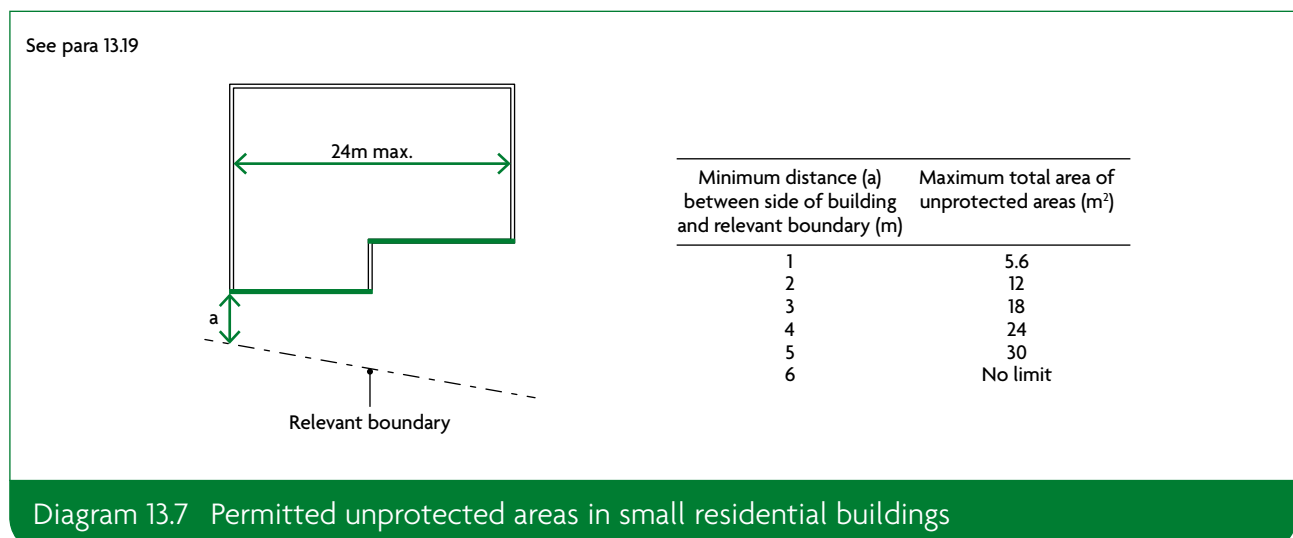 See para 13.19
24m max.
a
Relevant boundary
Minimum distance (a) between side of building and relevant boundary (m)
Maximum total area of unprotected areas (m²)
1 5.6
2 12
3 18
4 24
5 30
6 No limit
Diagram 13.7 Permitted unprotected areas in small residential buildings